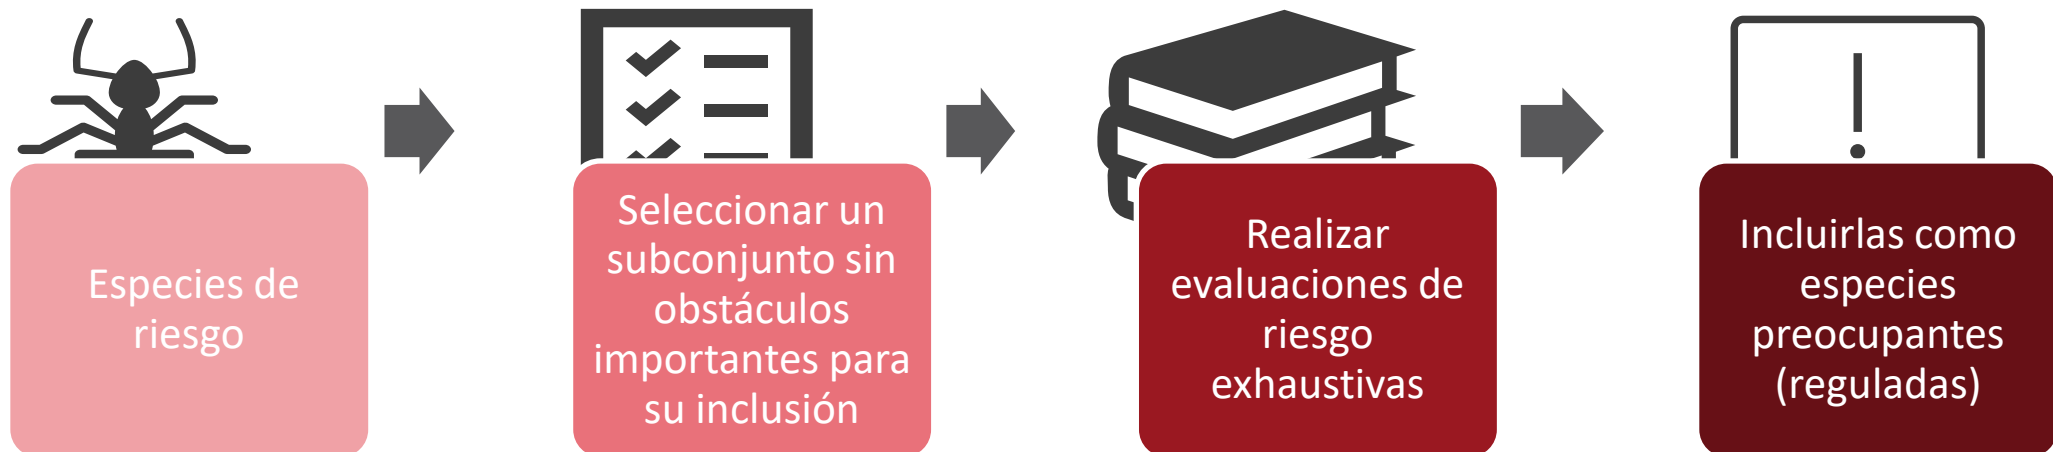 Especies de
riesgo
Seleccionar un
subconjunto sin
obstáculos
importantes para
su inclusión
Realizar
evaluaciones de
riesgo
exhaustivas
Incluirlas como
especies
preocupantes
(reguladas)